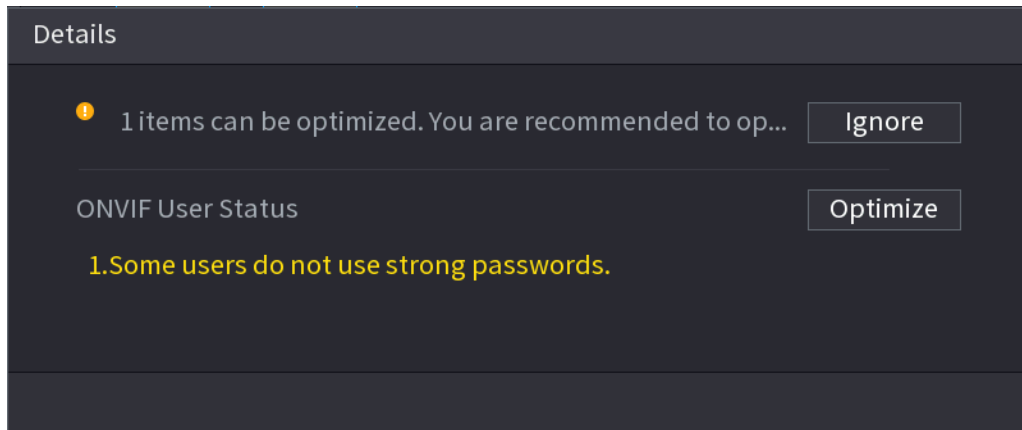 Details
1 items can be optimized. You are recommended to op... Ignore
ONVIF User Status Optimize
1.Some users do not use strong passwords.